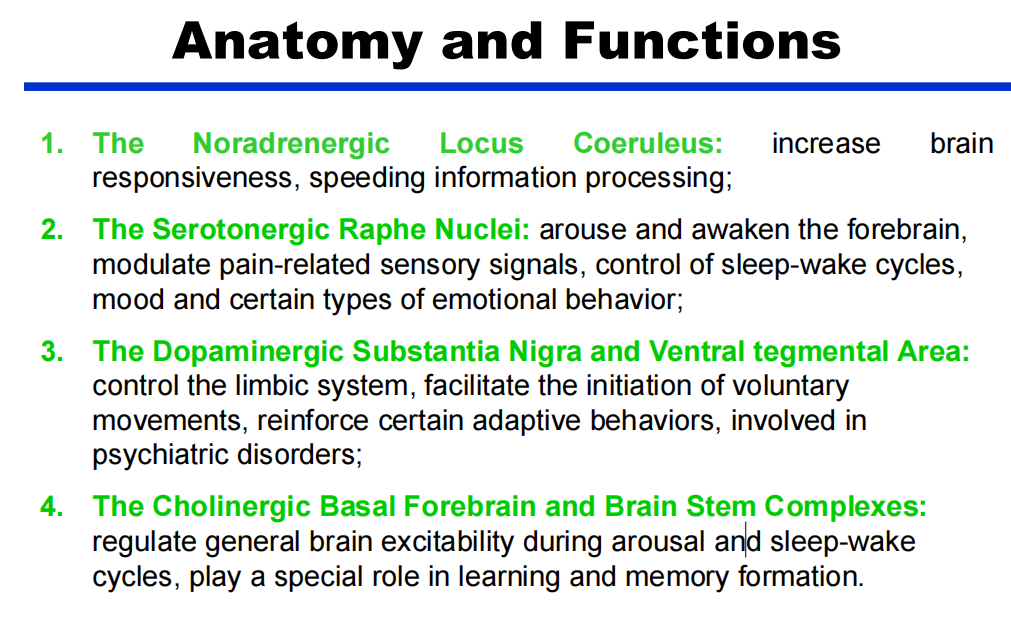 Anatomy and Functions
1. The Noradrenergic Locus Coeruleus: increase brain
responsiveness, speeding information processing;
2. The Serotonergic Raphe Nuclei: arouse and awaken the forebrain,
modulate pain-related sensory signals, control of sleep-wake cycles,
mood and certain types of emotional behavior;
3. The Dopaminergic Substantia Nigra and Ventral tegmental Area:
control the limbic system, facilitate the initiation of voluntary
movements, reinforce certain adaptive behaviors, involved in
psychiatric disorders;
4. The Cholinergic Basal Forebrain and Brain Stem Complexes:
regulate general brain excitability during arousal and sleep-wake
cycles, play a special role in learning and memory formation.